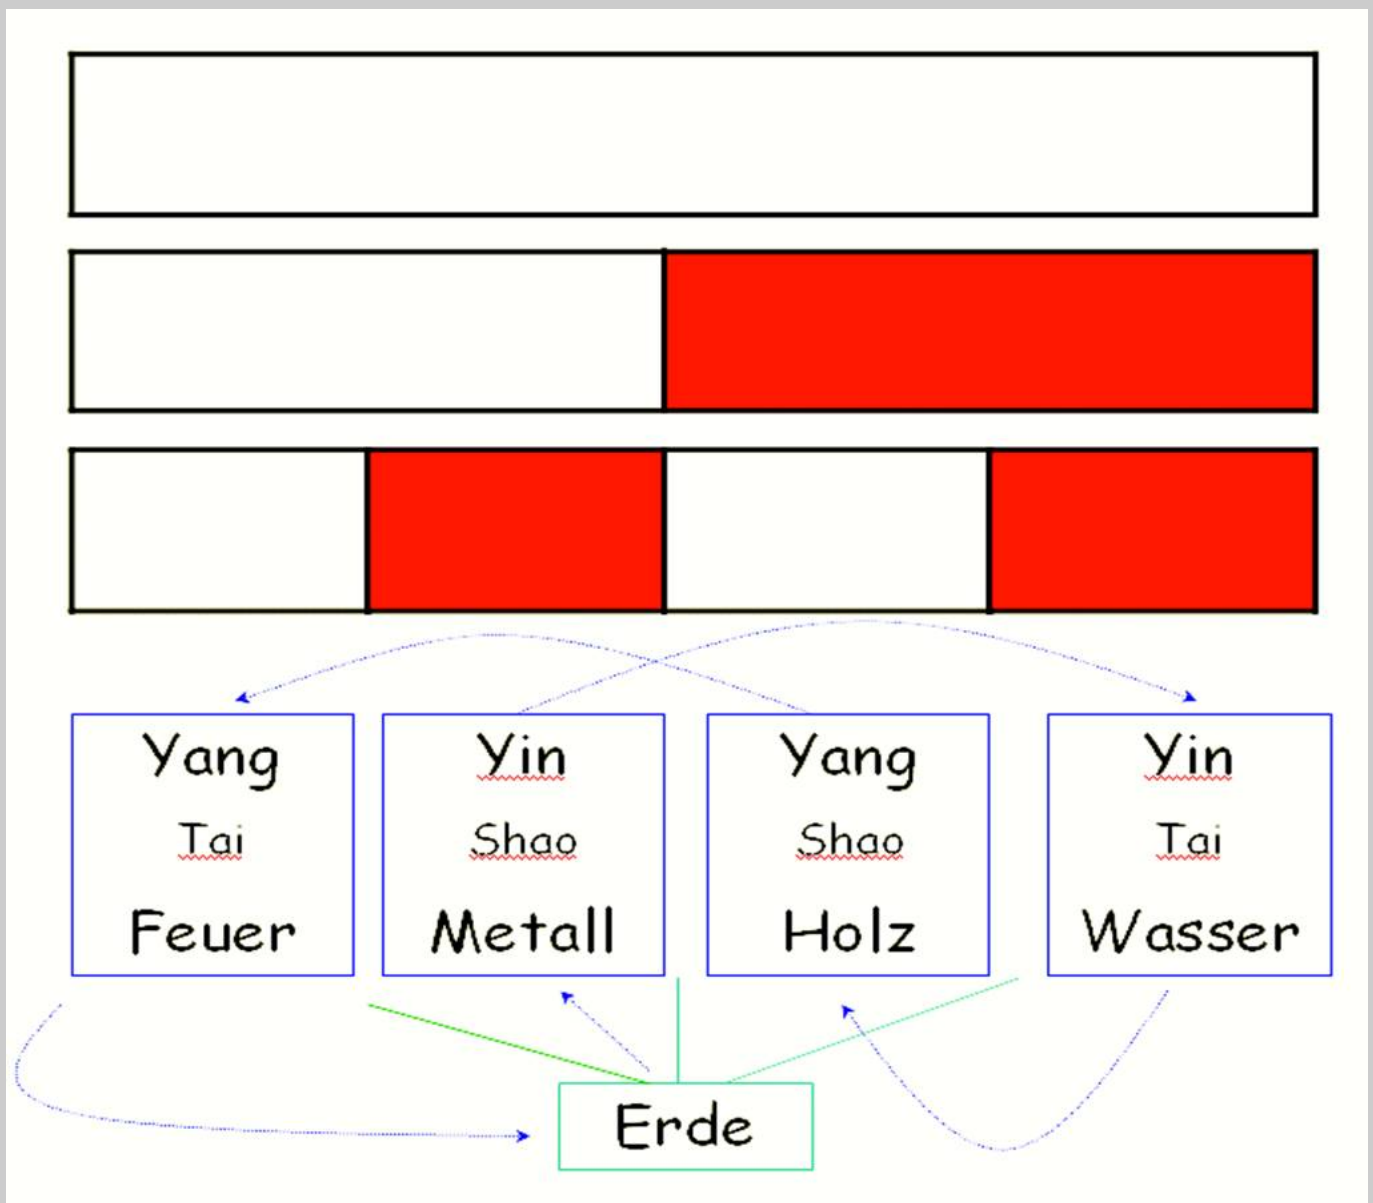 Yang
Tai
Feuer
Yin
Shao
Metall
Yang
Shao
Holz
Yin
Tai
Wasser
Erde